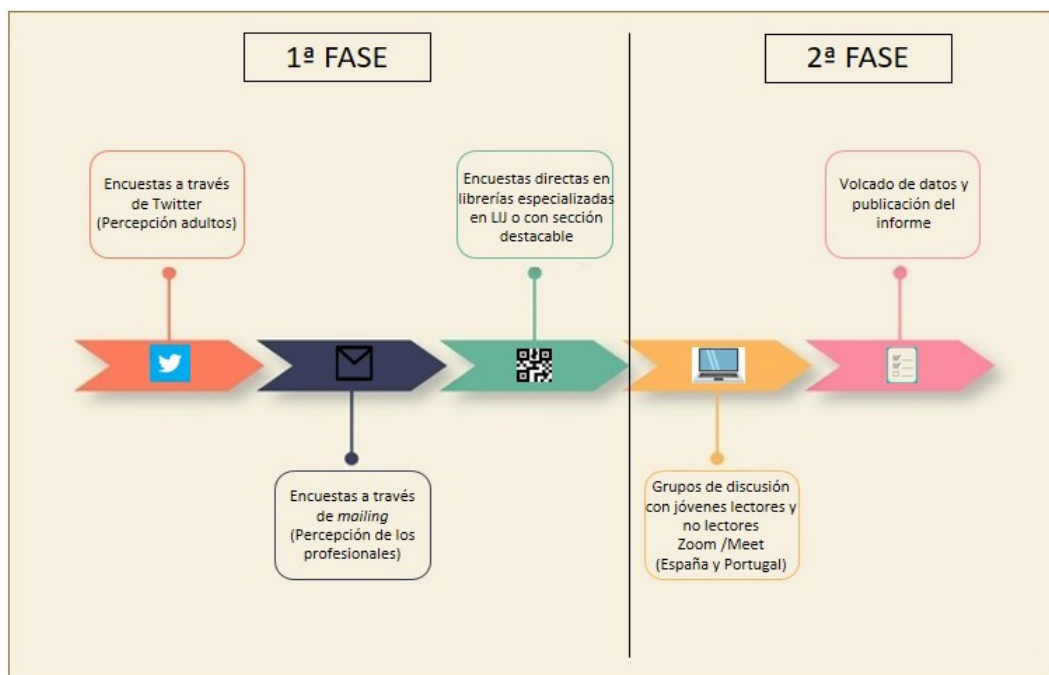 1ª FASE
2ª FASE
Encuestas a través
de Twitter
(Percepción adultos)
Encuestas directas en
librerías especializadas
en LIJ o con sección
destacable
Volcado de datos y
publicación del
informe
Encuestas a través
de mailing
(Percepción de los
profesionales)
Grupos de discusión
con jóvenes lectores y
no lectores
Zoom /Meet
(España y Portugal)